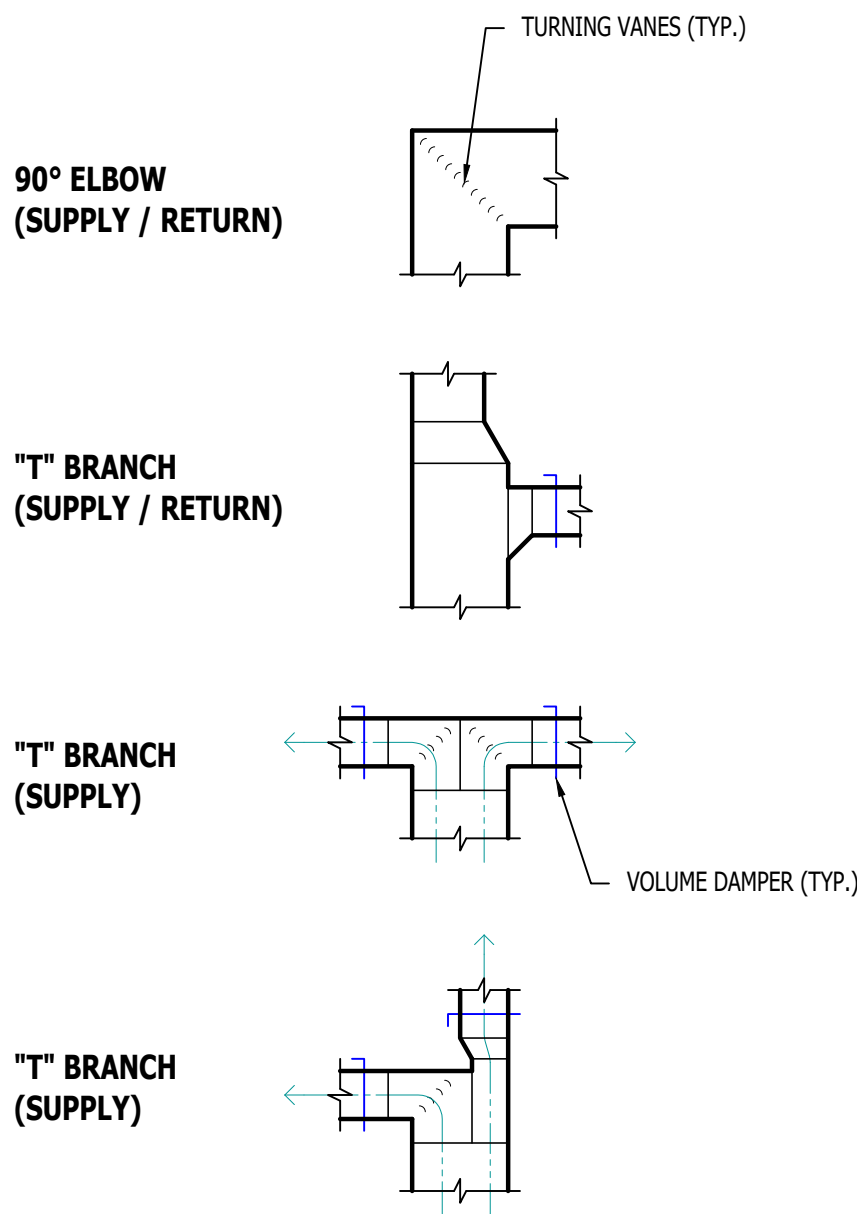 TURNING VANES (TYP.)
90° ELBOW
(SUPPLY / RETURN)
"T" BRANCH
(SUPPLY / RETURN)
"T" BRANCH
(SUPPLY)
VOLUME DAMPER (TYP.)
"T" BRANCH
(SUPPLY)